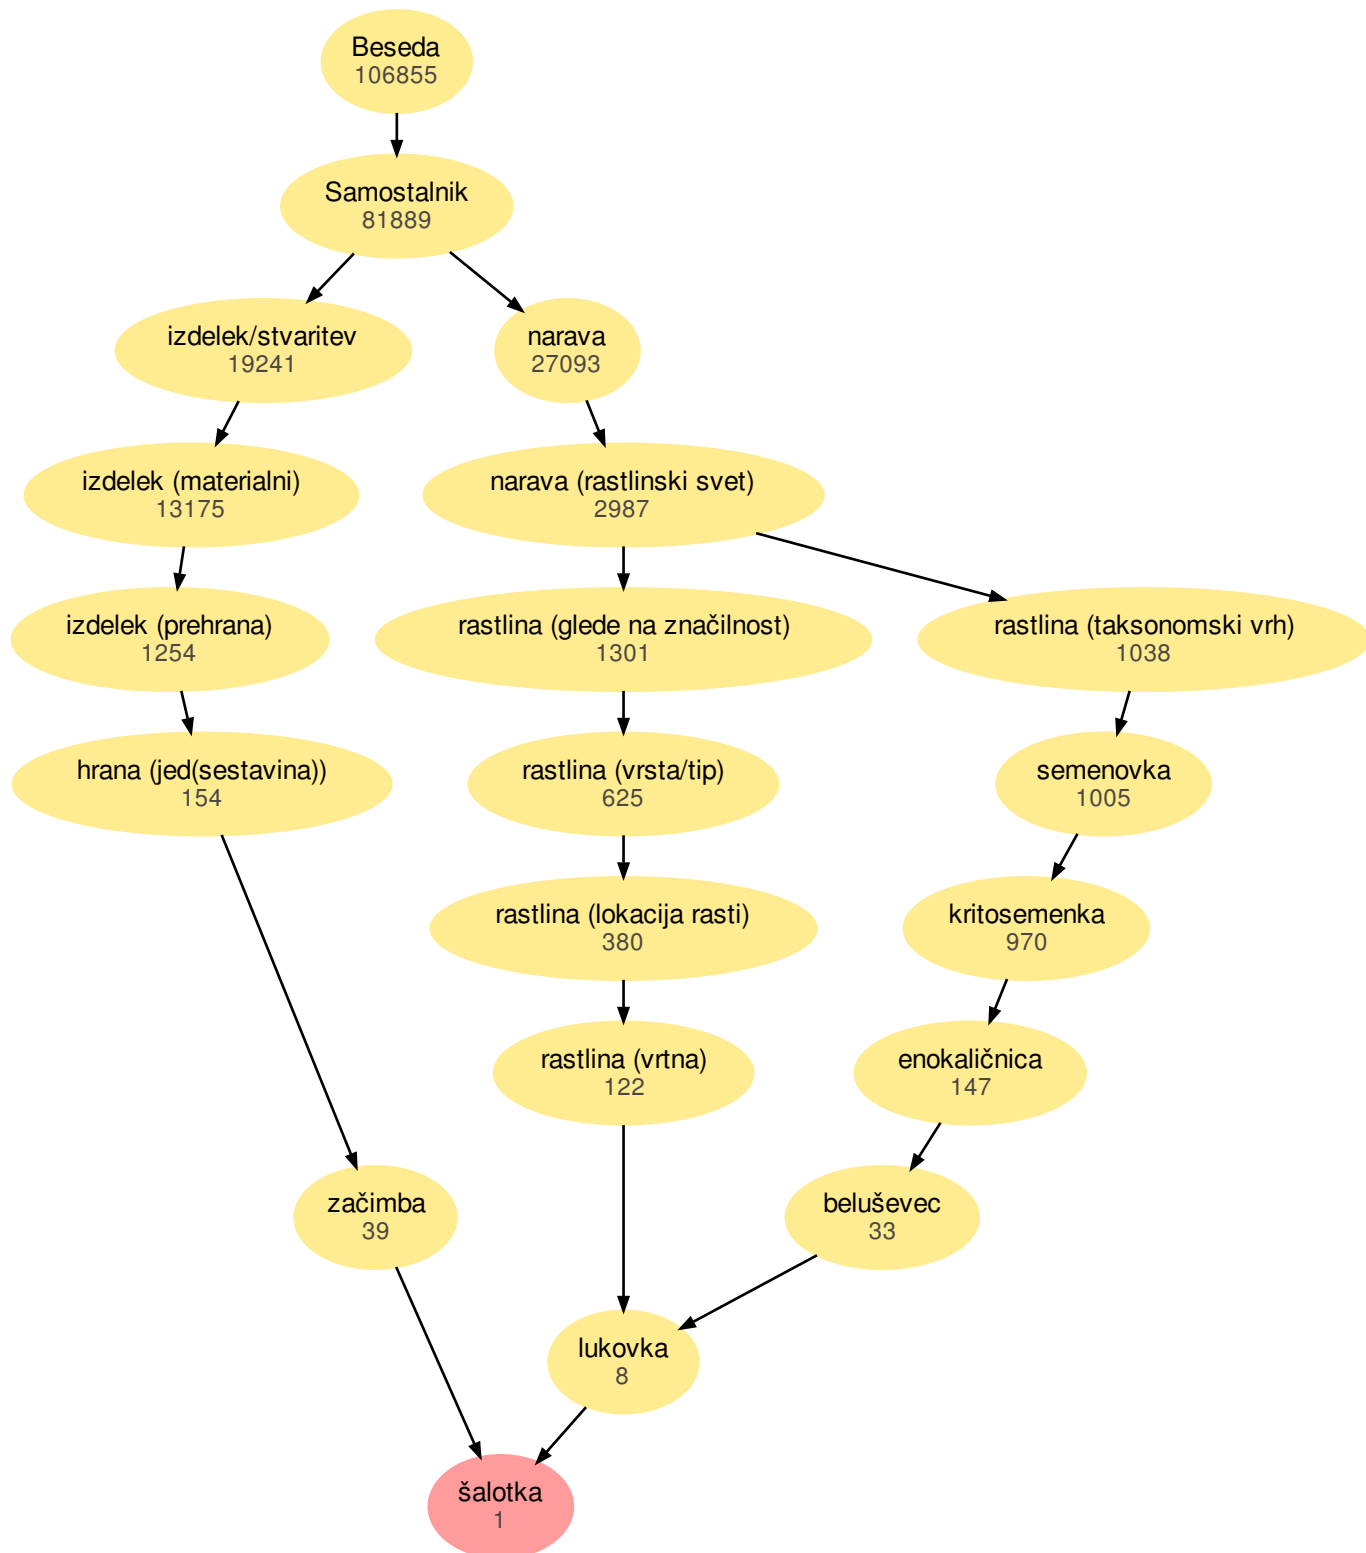 Beseda
106855
Samostalnik
81889
izdelek/stvaritev
19241
narava
27093
izdelek (materialni)
13175
narava (rastlinski svet)
2987
izdelek (prehrana)
1254
rastlina (glede na značilnost)
1301
rastlina (taksonomski vrh)
1038
hrana (jed(sestavina))
154
rastlina (vrsta/tip)
625
semenovka
1005
rastlina (lokacija rasti)
380
kritosemenka
970
rastlina (vrtna)
122
enokaličnica
147
začimba
39
beluševec
33
lukovka
8
šalotka
1